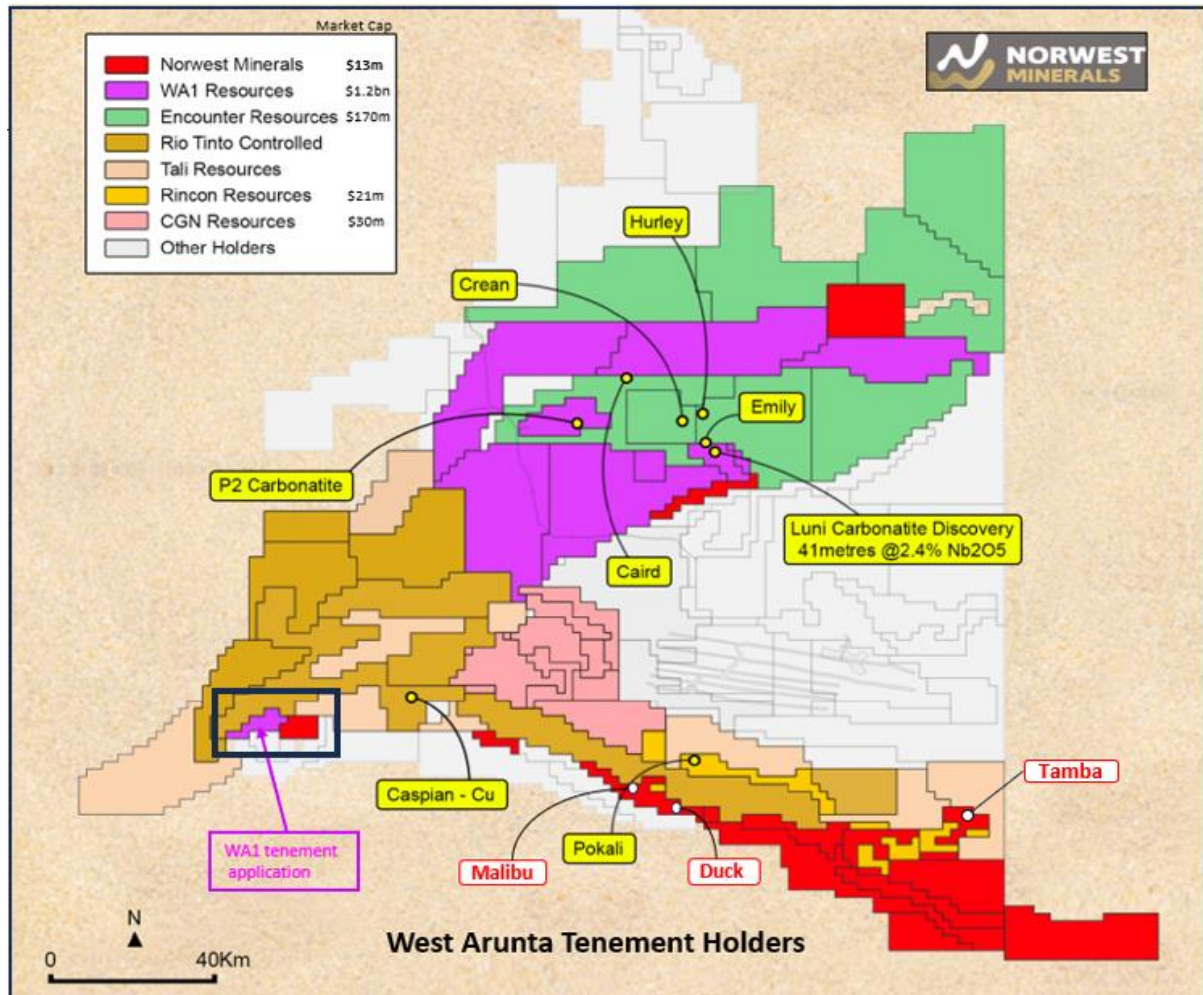 Market Cap
Norwest Minerals $13m
WA1 Resources $1.2bn
Encounter Resources $170m
Rio Tinto Controlled
Tali Resources
Rincon Resources $21m
CGN Resources $30m
Other Holders
NORWEST
MINERALS
Hurley
Crean
Emily
P2 Carbonatite
Luni Carbonatite Discovery
41metres @2.4% Nb2O5
Caird
Caspian - Cu
Tamba
Pokali
Malibu
Duck
WA1 tenement
application
N
West Arunta Tenement Holders
0 40Km